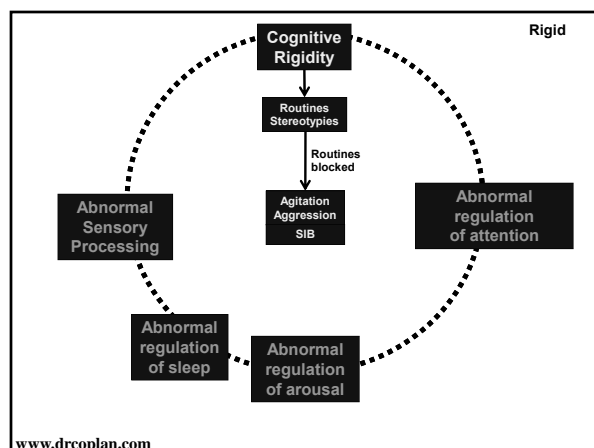 Rigid
Cognitive
Rigidity
Routines
Stereotypies
Routines
blocked
Agitation
Aggression
SIB
Abnormal
Sensory
Processing
Abnormal
regulation
of attention
Abnormal
regulation
of sleep
Abnormal
regulation
of arousal
www.drcoplan.com